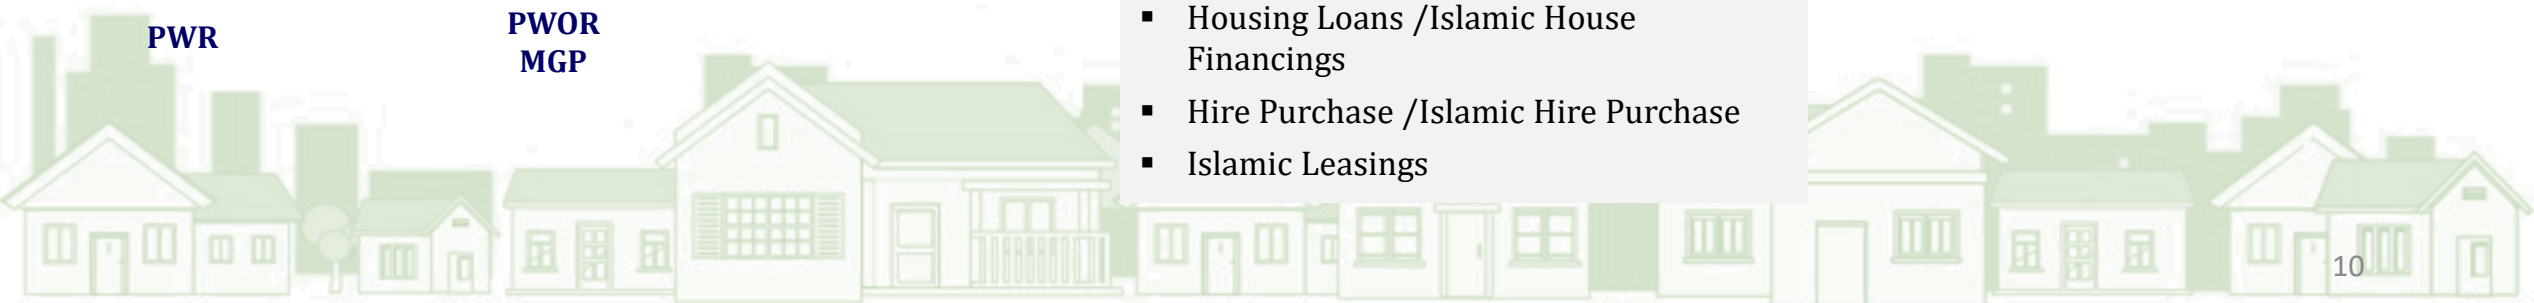 PWR
PWOR
MGP
▪ Housing Loans /Islamic House
Financings
▪ Hire Purchase /Islamic Hire Purchase
▪ Islamic Leasings
10